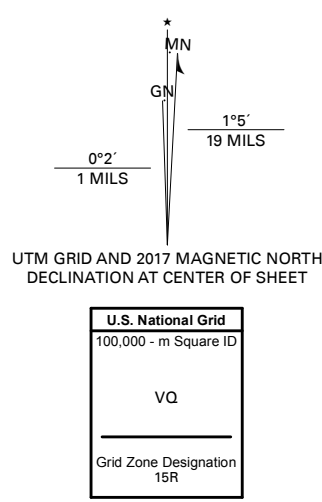 MN
GN
1°5´
19 MILS
0°2´
1 MILS
UTM GRID AND 2017 MAGNETIC NORTH
DECLINATION AT CENTER OF SHEET
U.S. National Grid
100,000 - m Square ID
VQ
Grid Zone Designation
15R